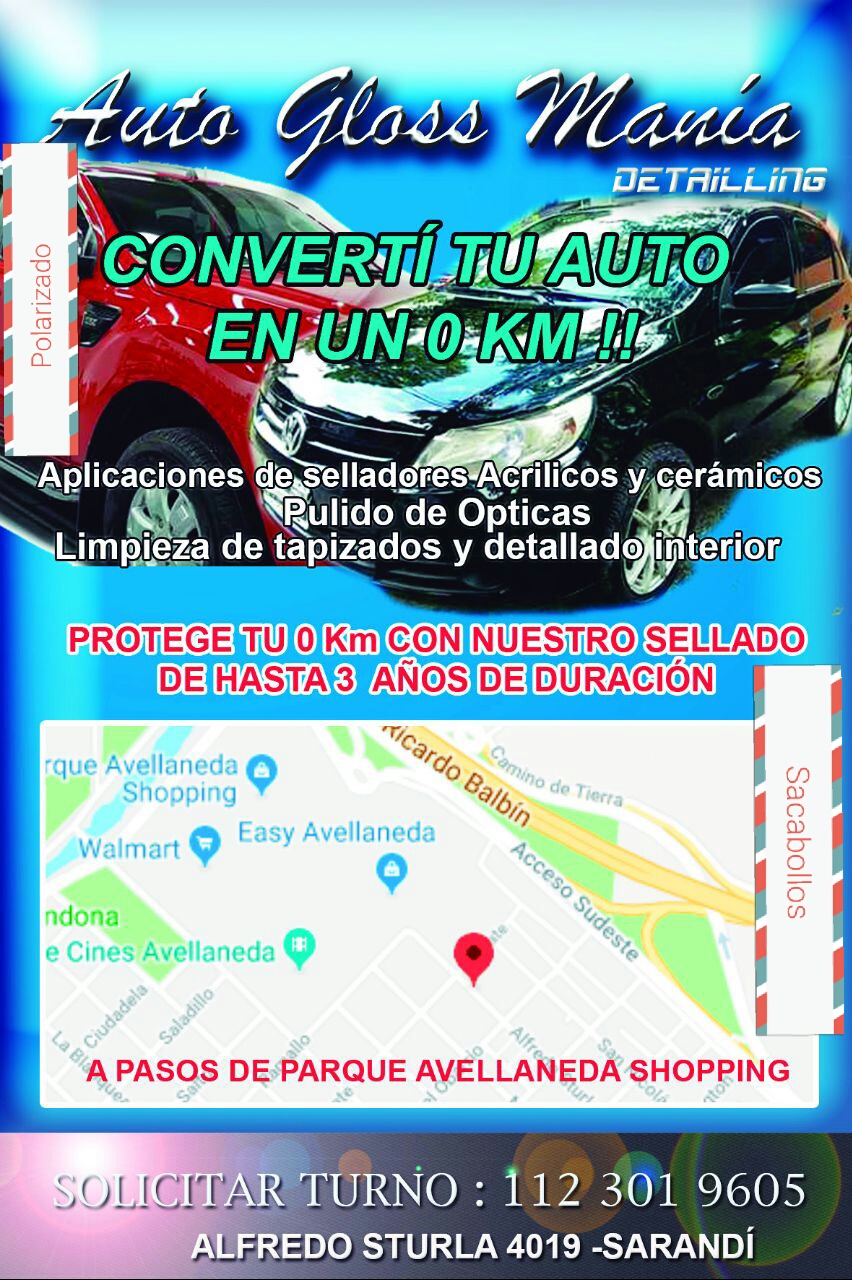 Auto Gloss Manía
DETAILLING
Polarizado
CONVERTÍ TU AUTO
EN UN 0 KM !!
Aplicaciones de selladores Acrilicos y cerámicos
Pulido de Opticas
Limpieza de tapizados y detallado interior
PROTEGE TU 0 Km CON NUESTRO SELLADO
DE HASTA 3 AÑOS DE DURACIÓN
Sacabollos
Ricardo Balbín
Camino de Tierra
rque Avellaneda
Shopping
Easy Avellaneda
Walmart
Acceso Sudeste
ndona
e Cines Avellaneda
Ciudadela
Saladillo
A PASOS DE PARQUE AVELLANEDA SHOPPING
SOLICITAR TURNO : 112 301 9605
ALFREDO STURLA 4019 -SARANDÍ